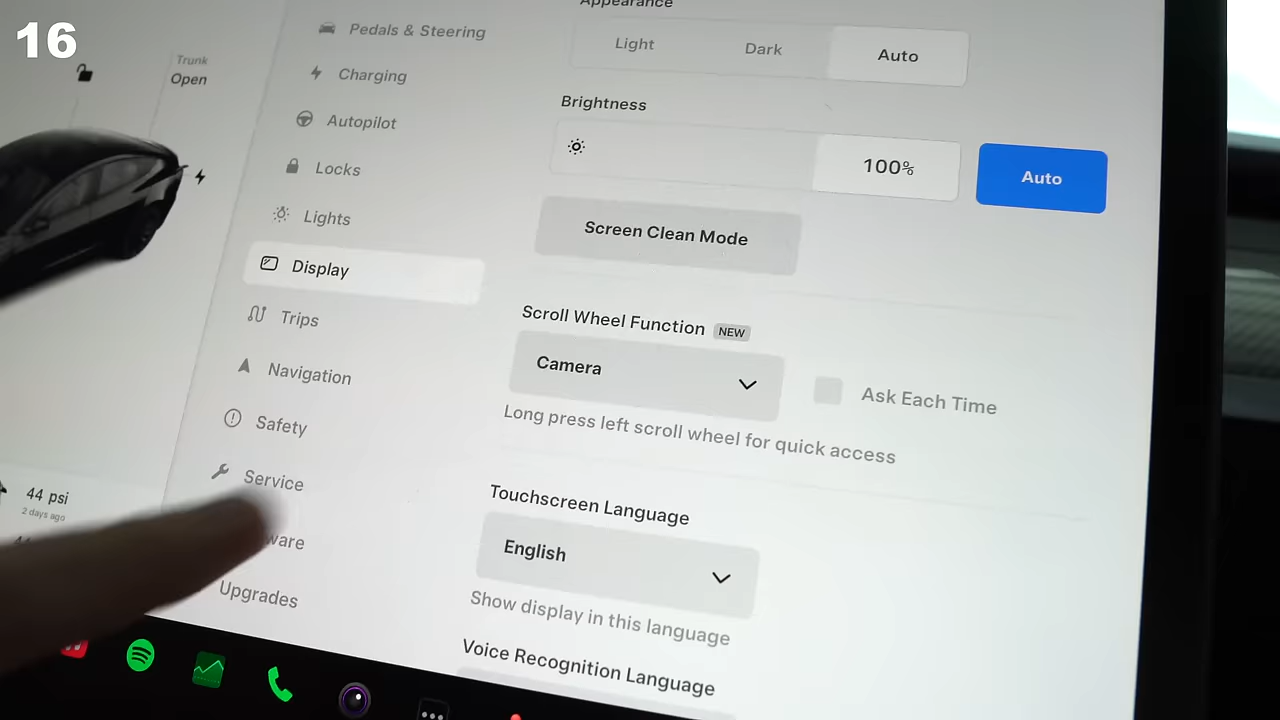 16
Trunk
Open
44 psi
2 days ago
Pedals & Steering
Charging
Autopilot
Locks
Lights
Display
Trips
Navigation
Safety
Service
ware
Upgrades
Appearance
Light
Dark
Auto
Brightness
100%
Auto
Screen Clean Mode
Scroll Wheel Function NEW
Camera
Ask Each Time
Long press left scroll wheel for quick access
Touchscreen Language
English
Show display in this language
Voice Recognition Language